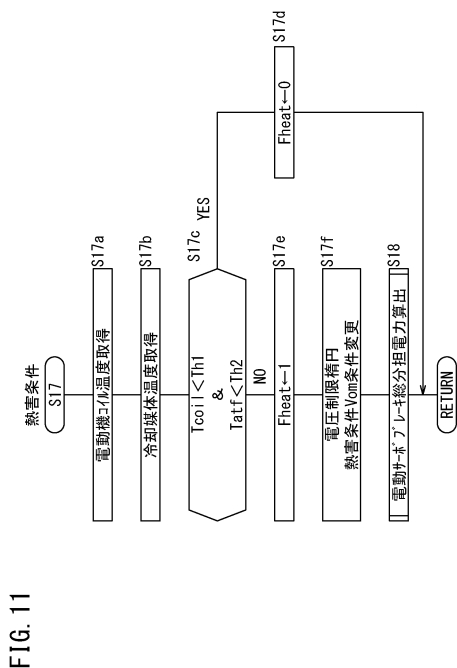 FIG. 11
熱害条件
S17
電動機コイル温度取得
S17a
冷却媒体温度取得
S17b
Tcoil<Th1
&
Tatf<Th2
S17c
YES
NO
Fheat←0
S17d
Fheat←1
S17e
電圧制限楕円
熱害条件Vom条件変更
S17f
電動サーボブレーキ総分担電力算出
S18
RETURN